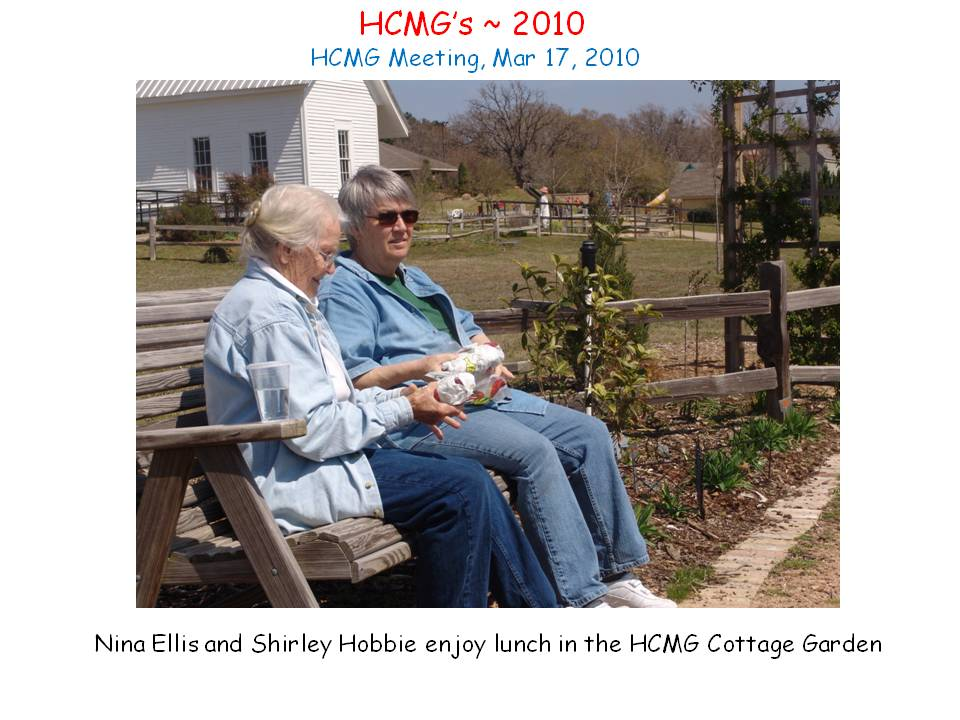 HCMG's ~ 2010
HCMG Meeting, Mar 17, 2010
Nina Ellis and Shirley Hobbie enjoy lunch in the HCMG Cottage Garden